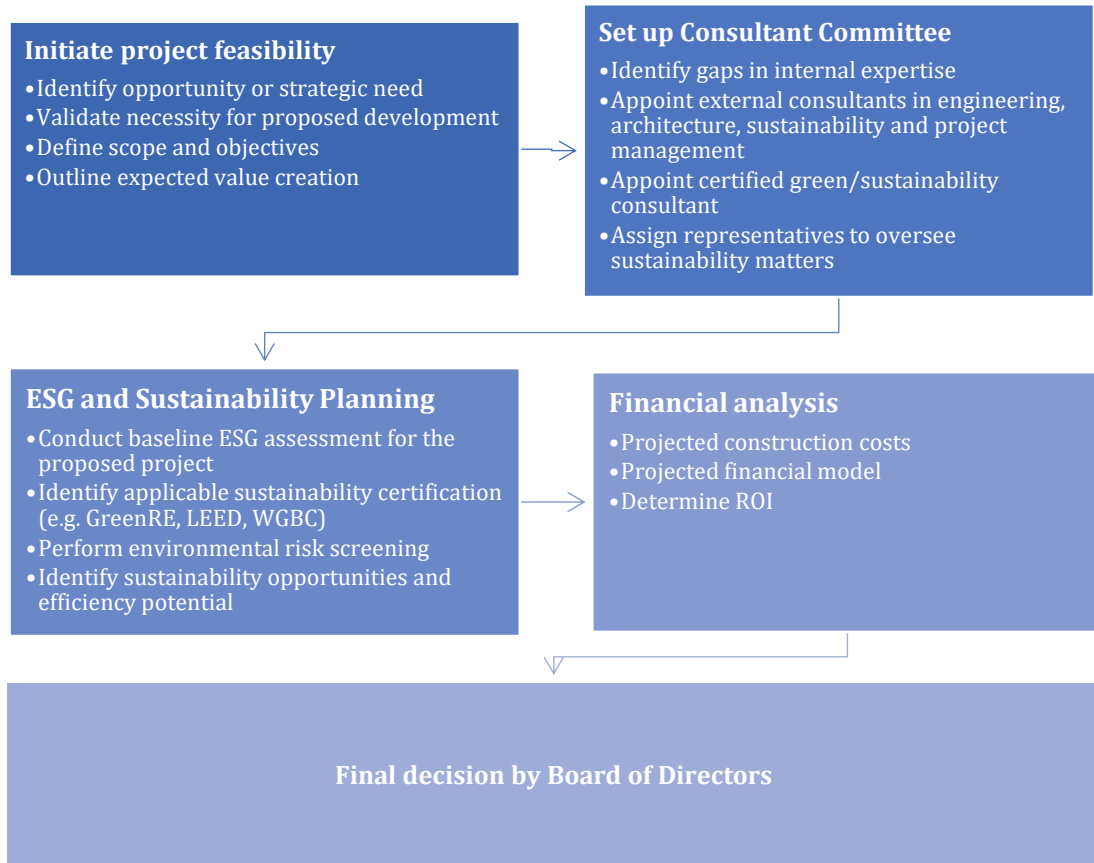 Initiate project feasibility
•Identify opportunity or strategic need
•Validate necessity for proposed development
•Define scope and objectives
•Outline expected value creation
Set up Consultant Committee
•Identify gaps in internal expertise
•Appoint external consultants in engineering,
architecture, sustainability and project
management
•Appoint certified green/sustainability
consultant
•Assign representatives to oversee
sustainability matters
ESG and Sustainability Planning
•Conduct baseline ESG assessment for the
proposed project
•Identify applicable sustainability certification
(e.g. GreenRE, LEED, WGBC)
•Perform environmental risk screening
•Identify sustainability opportunities and
efficiency potential
Financial analysis
•Projected construction costs
•Projected financial model
•Determine ROI
Final decision by Board of Directors